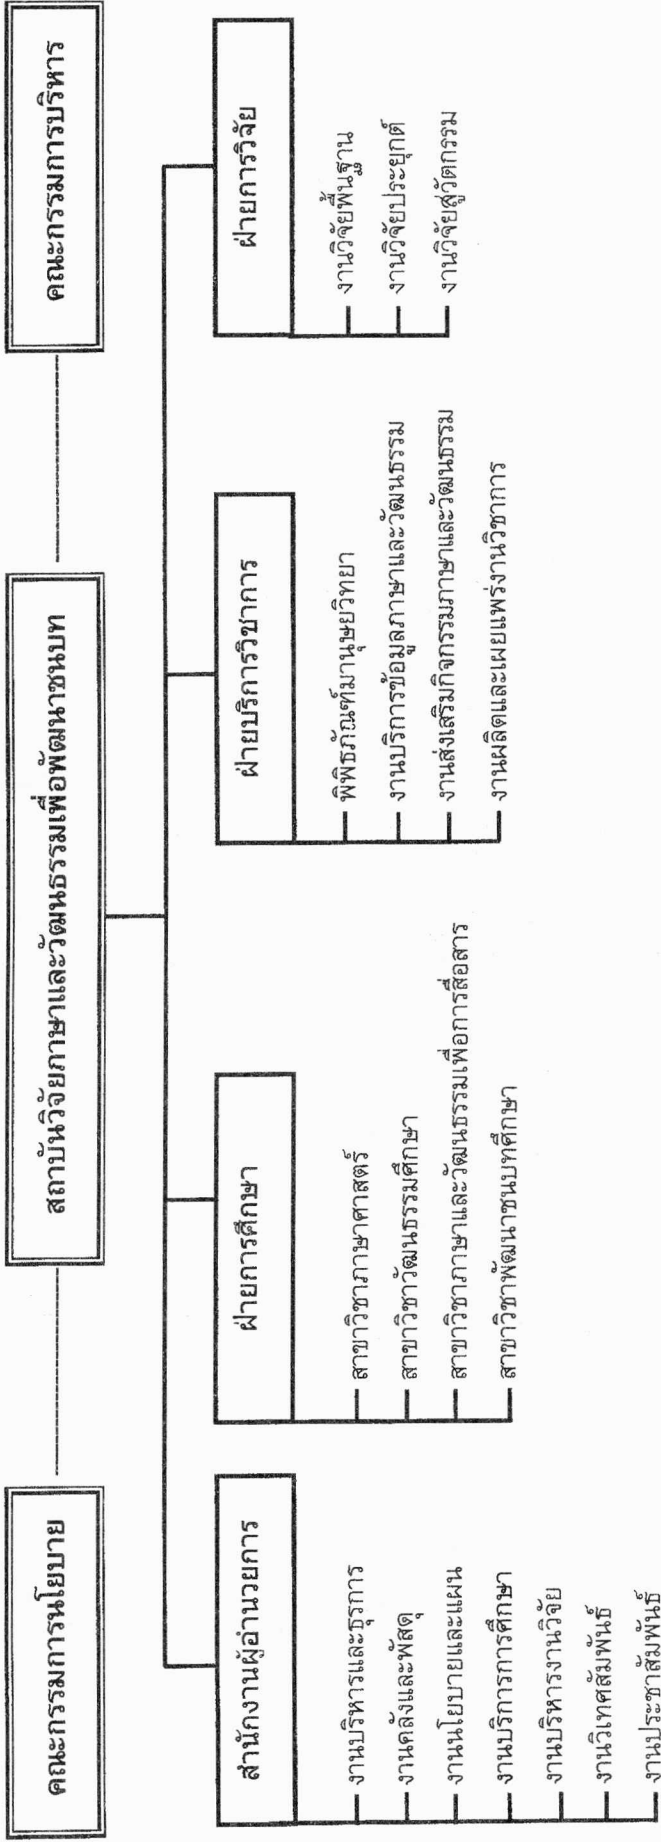 คณะกรรมการนโยบาย
สถาบันวิจัยภาษาและวัฒนธรรมเพื่อพัฒนาชนบท
คณะกรรมการบริหาร
สำนักงานผู้อำนวยการ
งานบริหารและธุรการ
งานคลังและพัสดุ
งานนโยบายและแผน
งานบริการการศึกษา
งานบริหารงานวิจัย
งานวิเทศสัมพันธ์
งานประชาสัมพันธ์
ฝ่ายการศึกษา
สาขาวิชาภาษาศาสตร์
สาขาวิชาวัฒนธรรมศึกษา
สาขาวิชาภาษาและวัฒนธรรมเพื่อการสื่อสาร
สาขาวิชาพัฒนาชนบทศึกษา
ฝ่ายบริการวิชาการ
พิพิธภัณฑ์มานุษยวิทยา
งานบริการข้อมูลภาษาและวัฒนธรรม
งานส่งเสริมกิจกรรมภาษาและวัฒนธรรม
งานผลิตและเผยแพร่งานวิชาการ
ฝ่ายการวิจัย
งานวิจัยพื้นฐาน
งานวิจัยประยุกต์
งานวิจัยสู่วัตกรรม